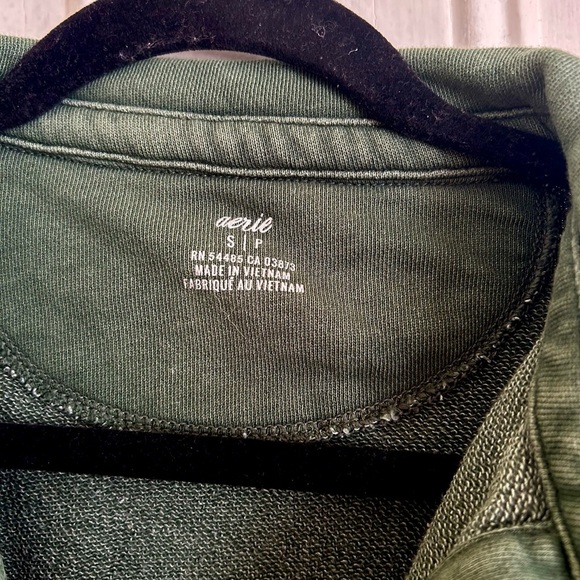 aerie
S | P
RN 54485 CA 03873
MADE IN VIETNAM
FABRIQUÉ AU VIETNAM